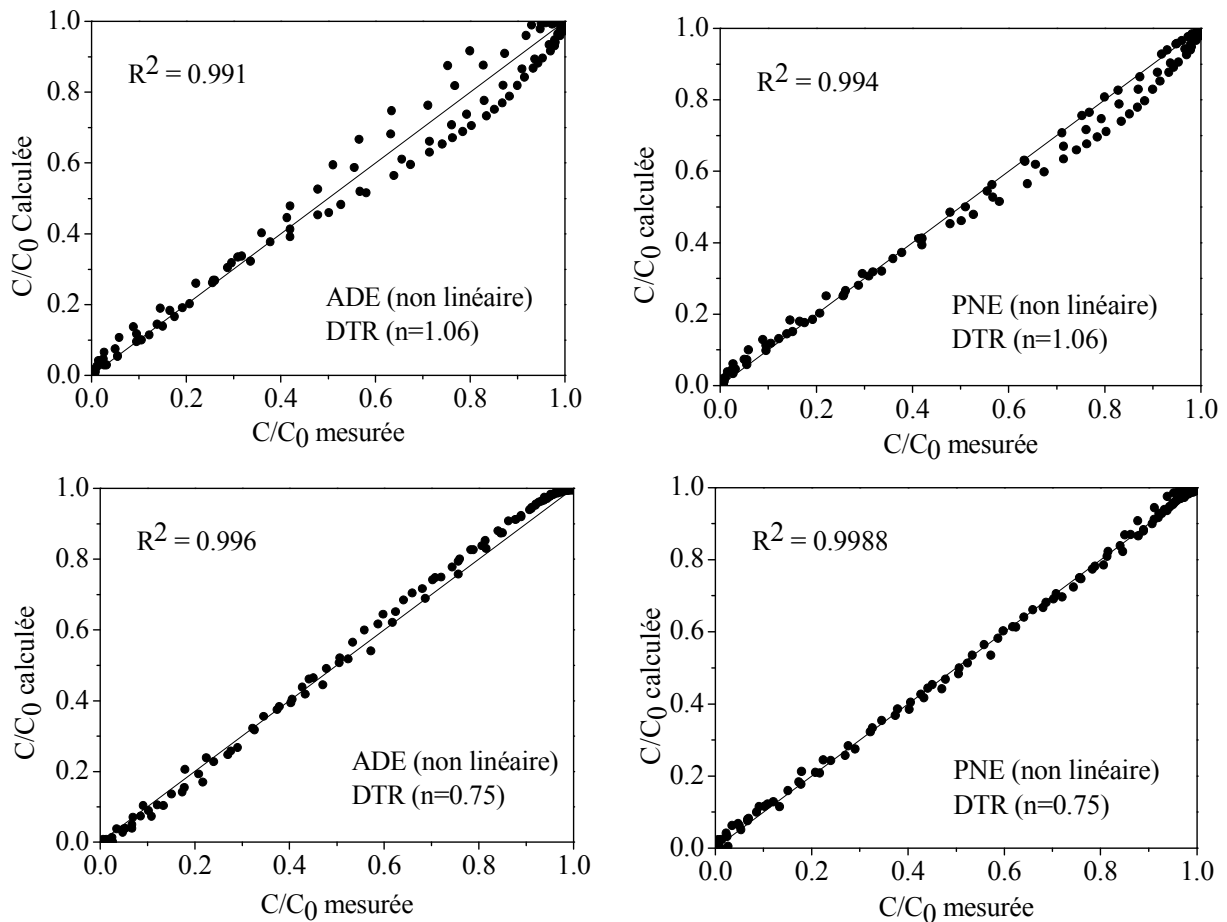 1.0
0.8
0.6
0.4
0.2
0.0
C/C0 Calculée
R2 = 0.991
ADE (non linéaire)
DTR (n=1.06)
0.0 0.2 0.4 0.6 0.8 1.0
C/C0 mesurée
1.0
0.8
0.6
0.4
0.2
0.0
C/C0 calculée
R2 = 0.994
PNE (non linéaire)
DTR (n=1.06)
0.0 0.2 0.4 0.6 0.8 1.0
C/C0 mesurée
1.0
0.8
0.6
0.4
0.2
0.0
C/C0 calculée
R2 = 0.996
ADE (non linéaire)
DTR (n=0.75)
0.0 0.2 0.4 0.6 0.8 1.0
C/C0 mesurée
1.0
0.8
0.6
0.4
0.2
0.0
C/C0 calculée
R2 = 0.9988
PNE (non linéaire)
DTR (n=0.75)
0.0 0.2 0.4 0.6 0.8 1.0
C/C0 mesurée